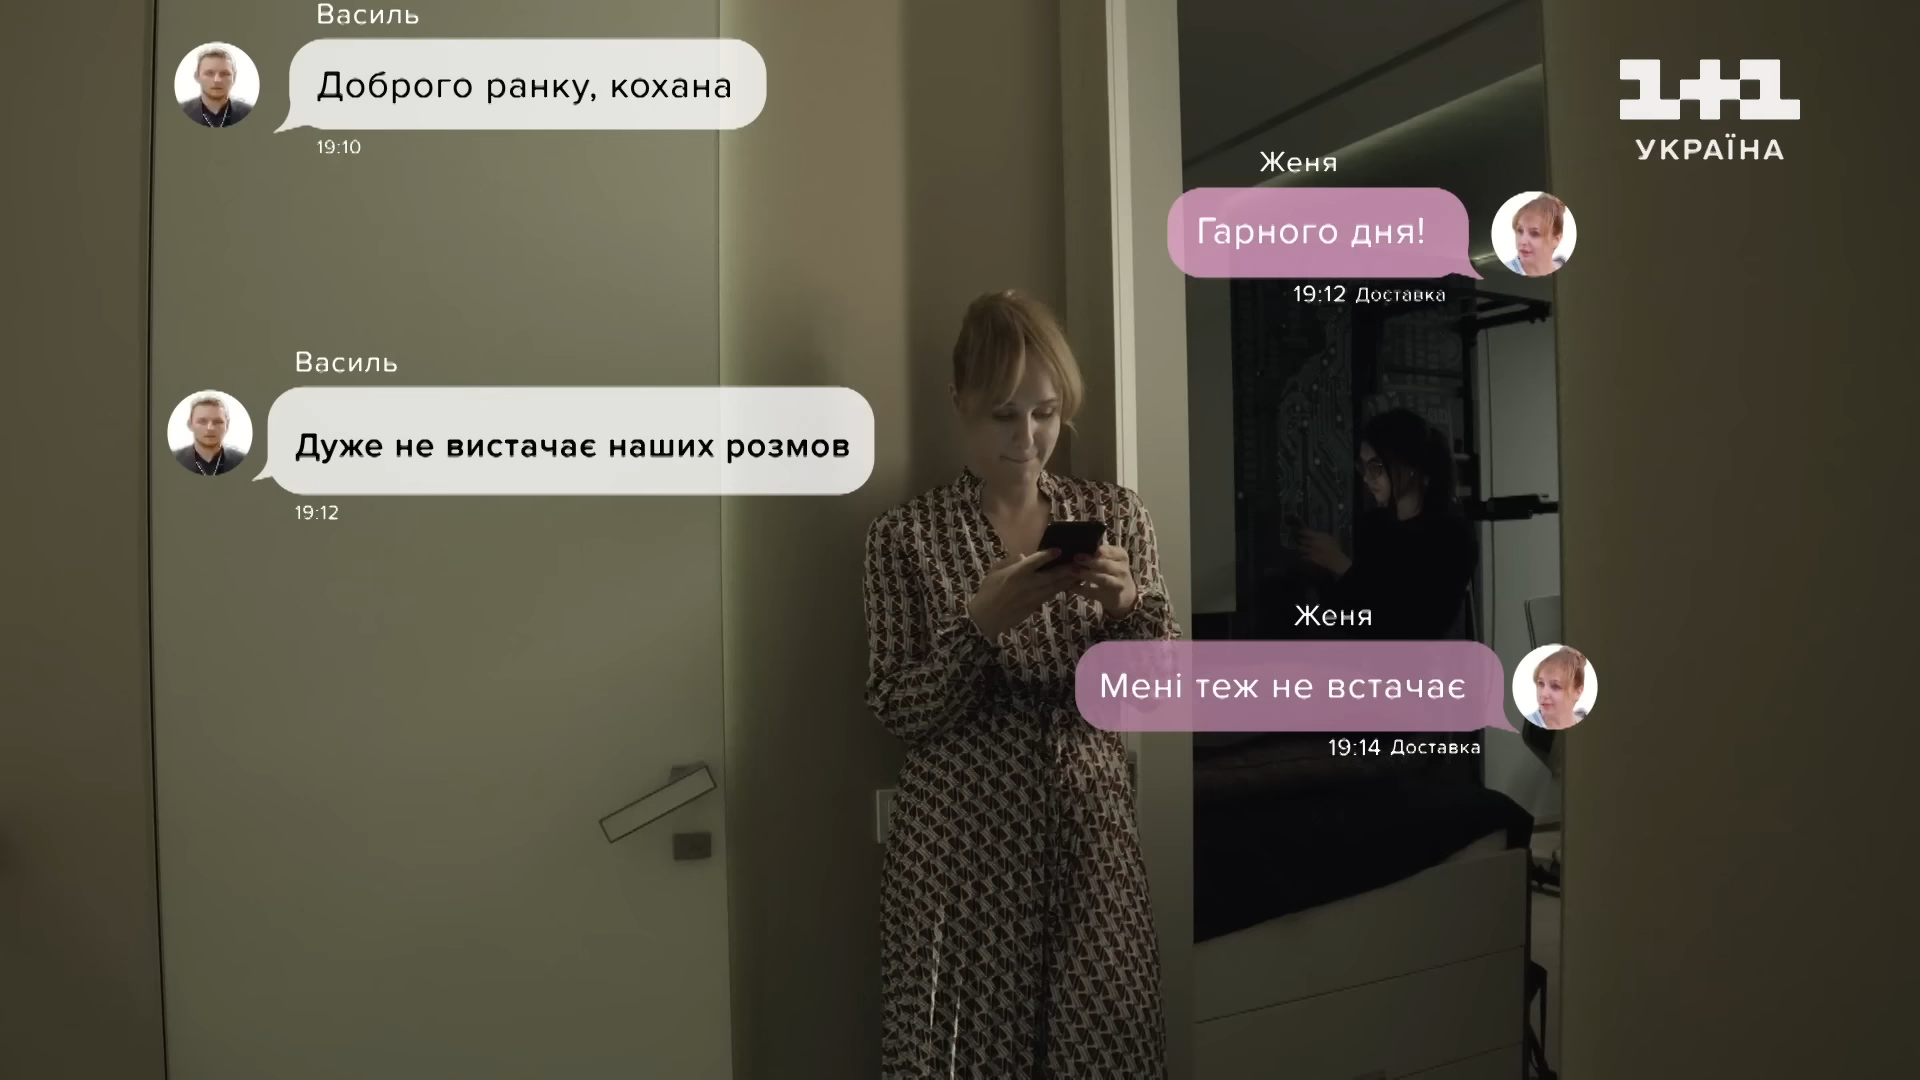 Василь
Доброго ранку, кохана
19:10
1+1
УКРАЇНА
Женя
Гарного дня!
19:12 Доставка
Василь
Дуже не вистачає наших розмов
19:12
Женя
Мені теж не встачає
19:14 Доставка